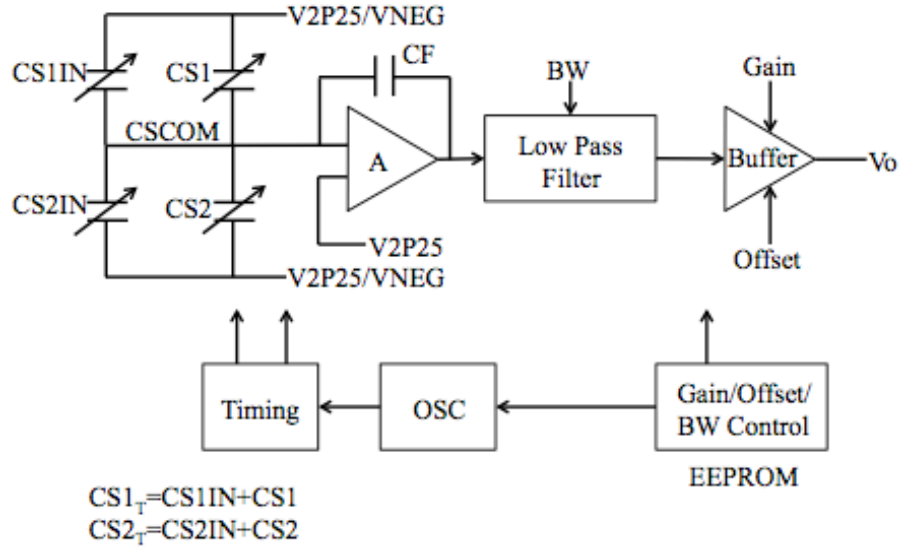 V2P25/VNEG
CS1IN
CS1
CF
CSCOM
BW
Gain
A
Low Pass
Filter
Buffer
Vo
CS2IN
CS2
V2P25
V2P25/VNEG
Offset
Timing
OSC
Gain/Offset/
BW Control
EEPROM
CS1T=CS1IN+CS1
CS2T=CS2IN+CS2